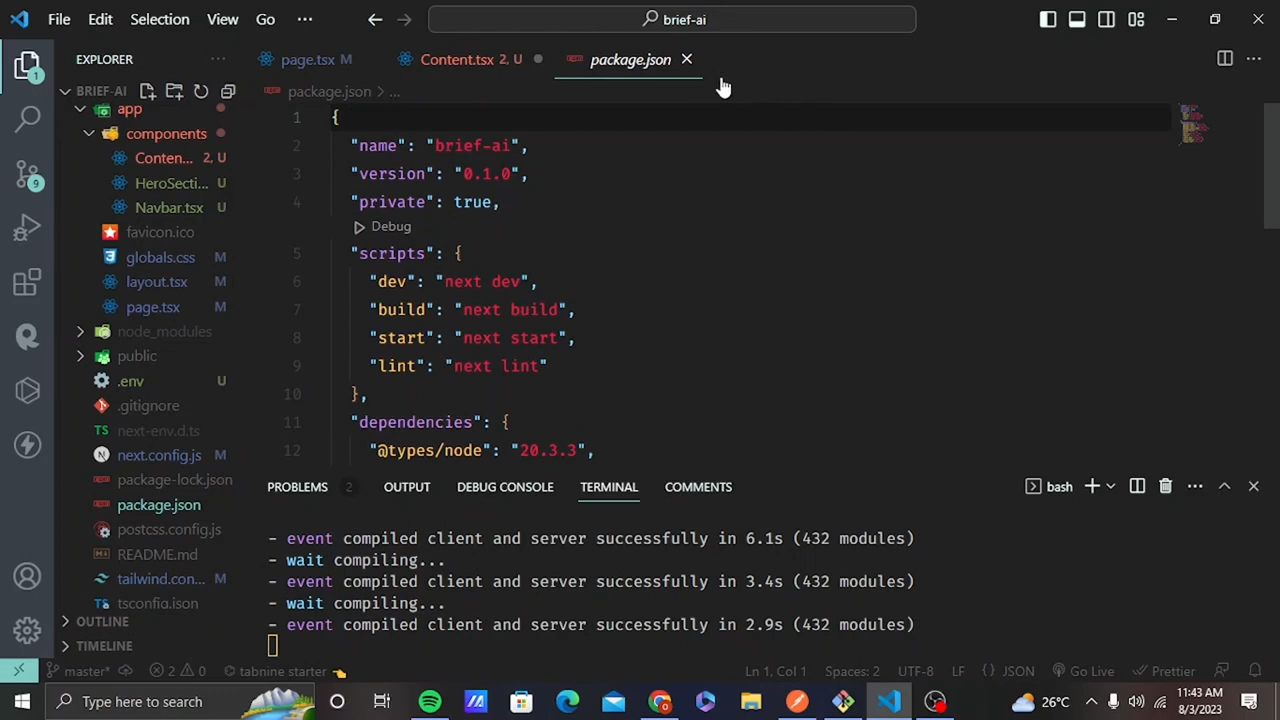 File Edit Selection View Go ··· brief-ai
EXPLORER ···
BRIEF-AI
app
components
Conten... 2, U
HeroSecti... U
Navbar.tsx U
favicon.ico
globals.css M
layout.tsx M
page.tsx M
node_modules
public
.env U
.gitignore
next-env.d.ts
next.config.js M
package-lock.json
package.json
postcss.config.js
README.md
tailwind.con... M
tsconfig.json
OUTLINE
TIMELINE
page.tsx M Content.tsx 2, U package.json
package.json > ...
1 {
2 "name": "brief-ai",
3 "version": "0.1.0",
4 "private": true,
Debug
5 "scripts": {
6 "dev": "next dev",
7 "build": "next build",
8 "start": "next start",
9 "lint": "next lint"
10 },
11 "dependencies": {
12 "@types/node": "20.3.3",
PROBLEMS 2 OUTPUT DEBUG CONSOLE TERMINAL COMMENTS bash
- event compiled client and server successfully in 6.1s (432 modules)
- wait compiling...
- event compiled client and server successfully in 3.4s (432 modules)
- wait compiling...
- event compiled client and server successfully in 2.9s (432 modules)
1
9
master* 2 0 tabnine starter Ln 1, Col 1 Spaces: 2 UTF-8 LF {} JSON Go Live Prettier
Type here to search 26°C 11:43 AM
8/3/2023